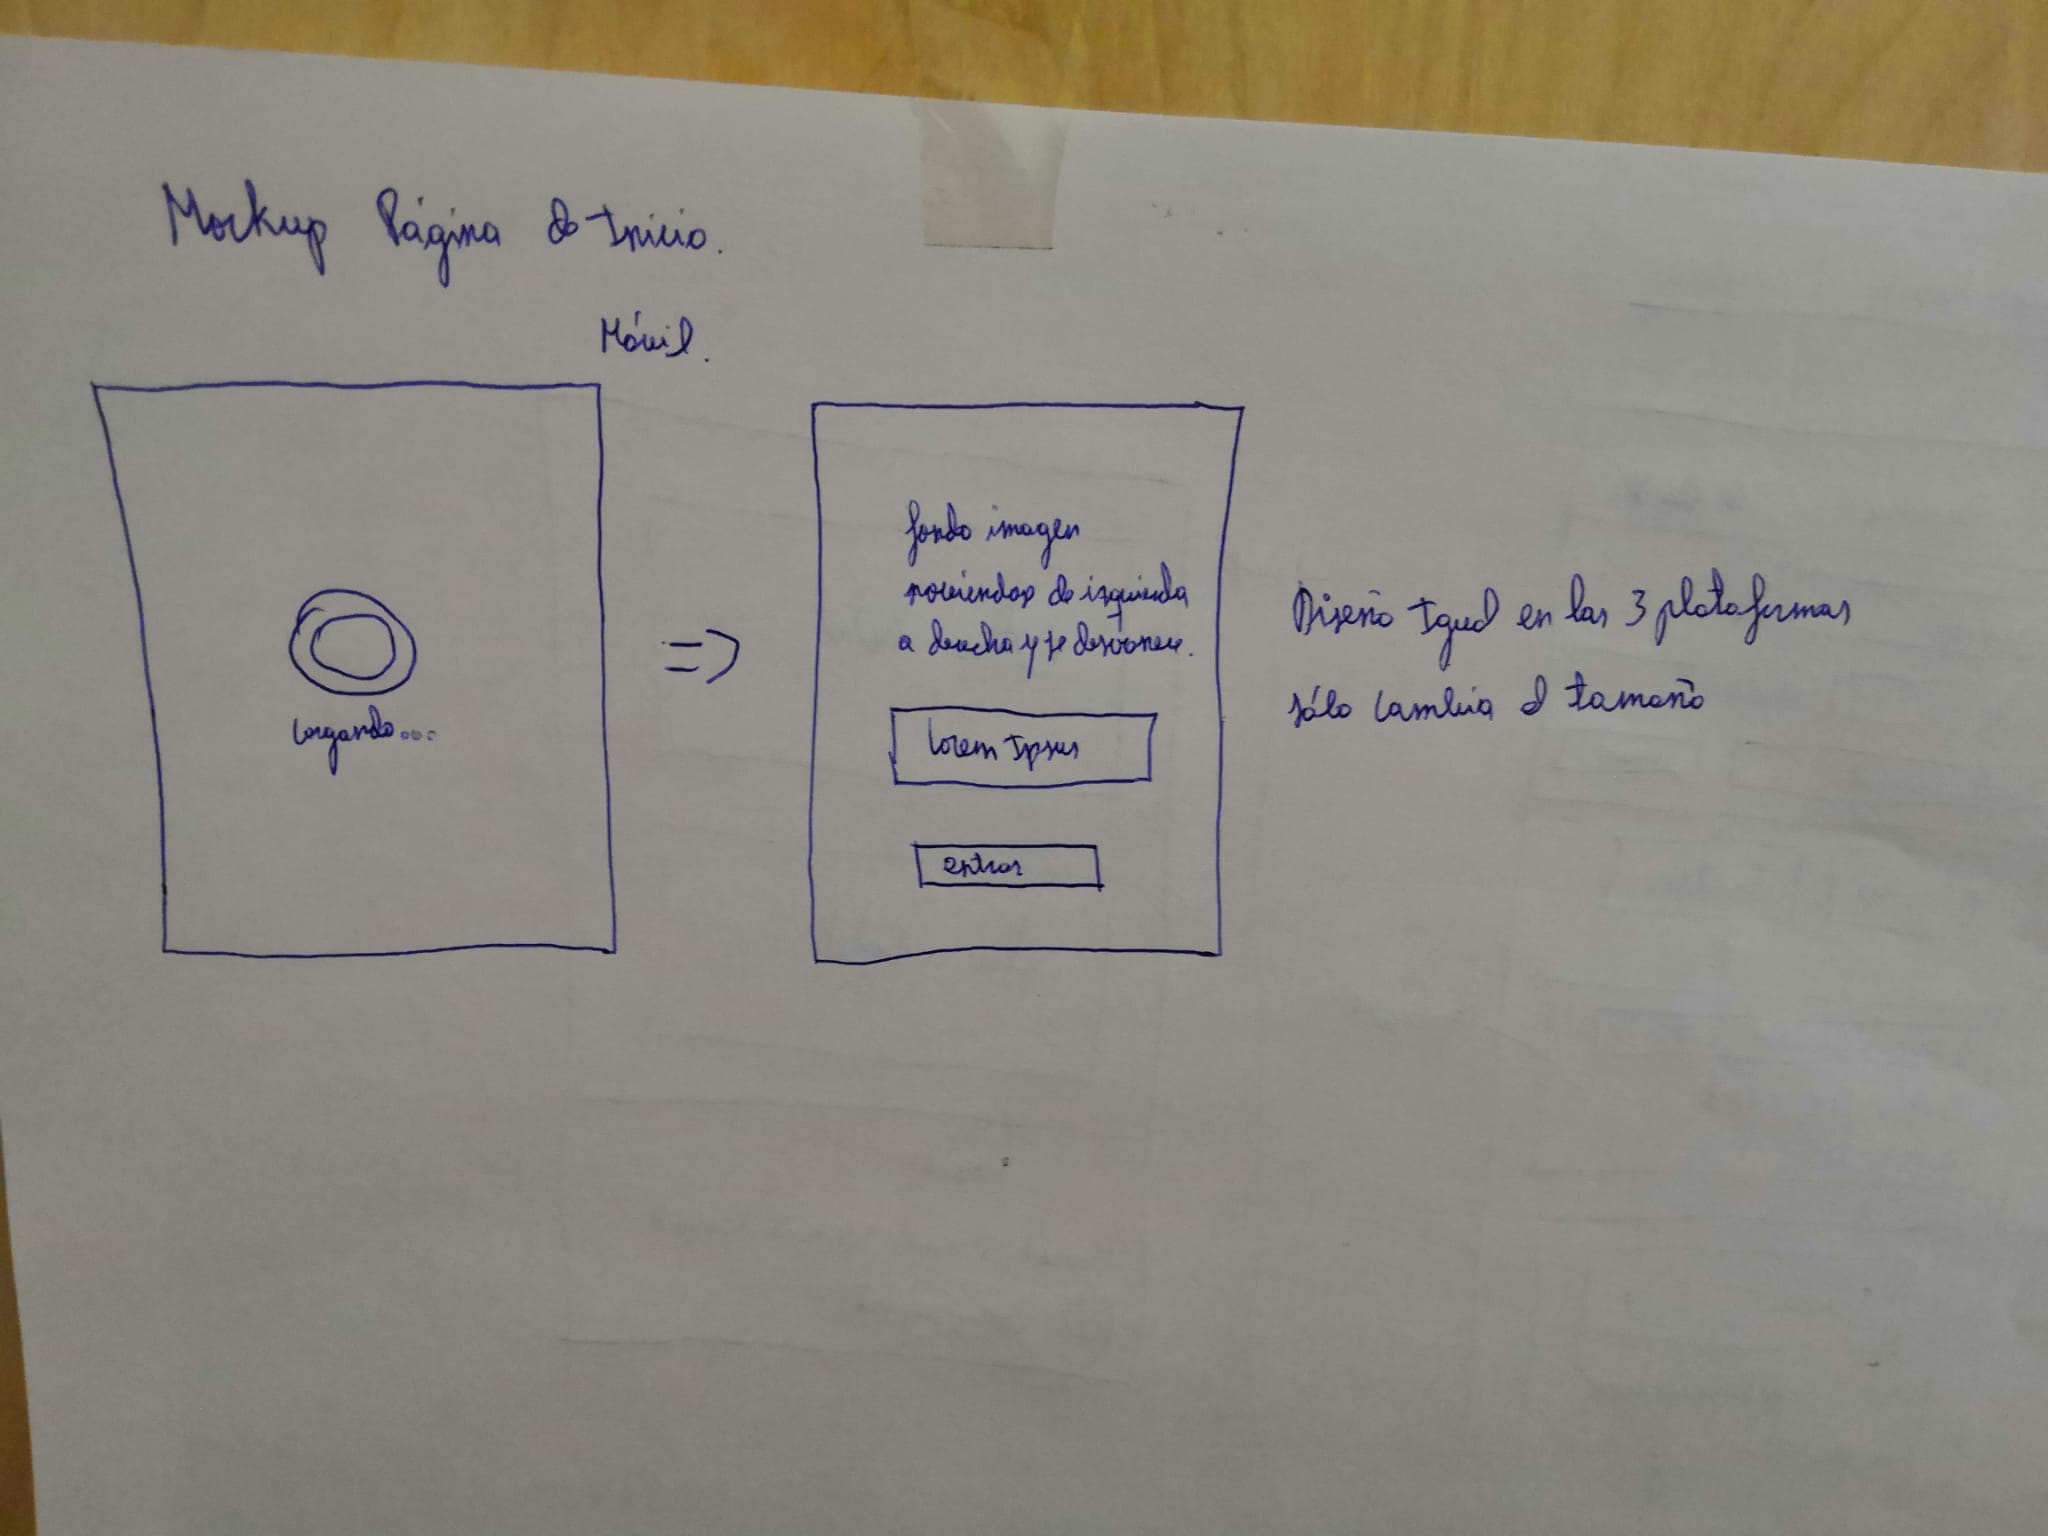 Mockup Página de Inicio.
Móvil.
Cargando...
=>
fondo imagen
moviendose de izquierda
a derecha y se desvanece.
Lorem Ipsus
entrar
Diseño Igual en las 3 plataformas
sólo cambia el tamaño